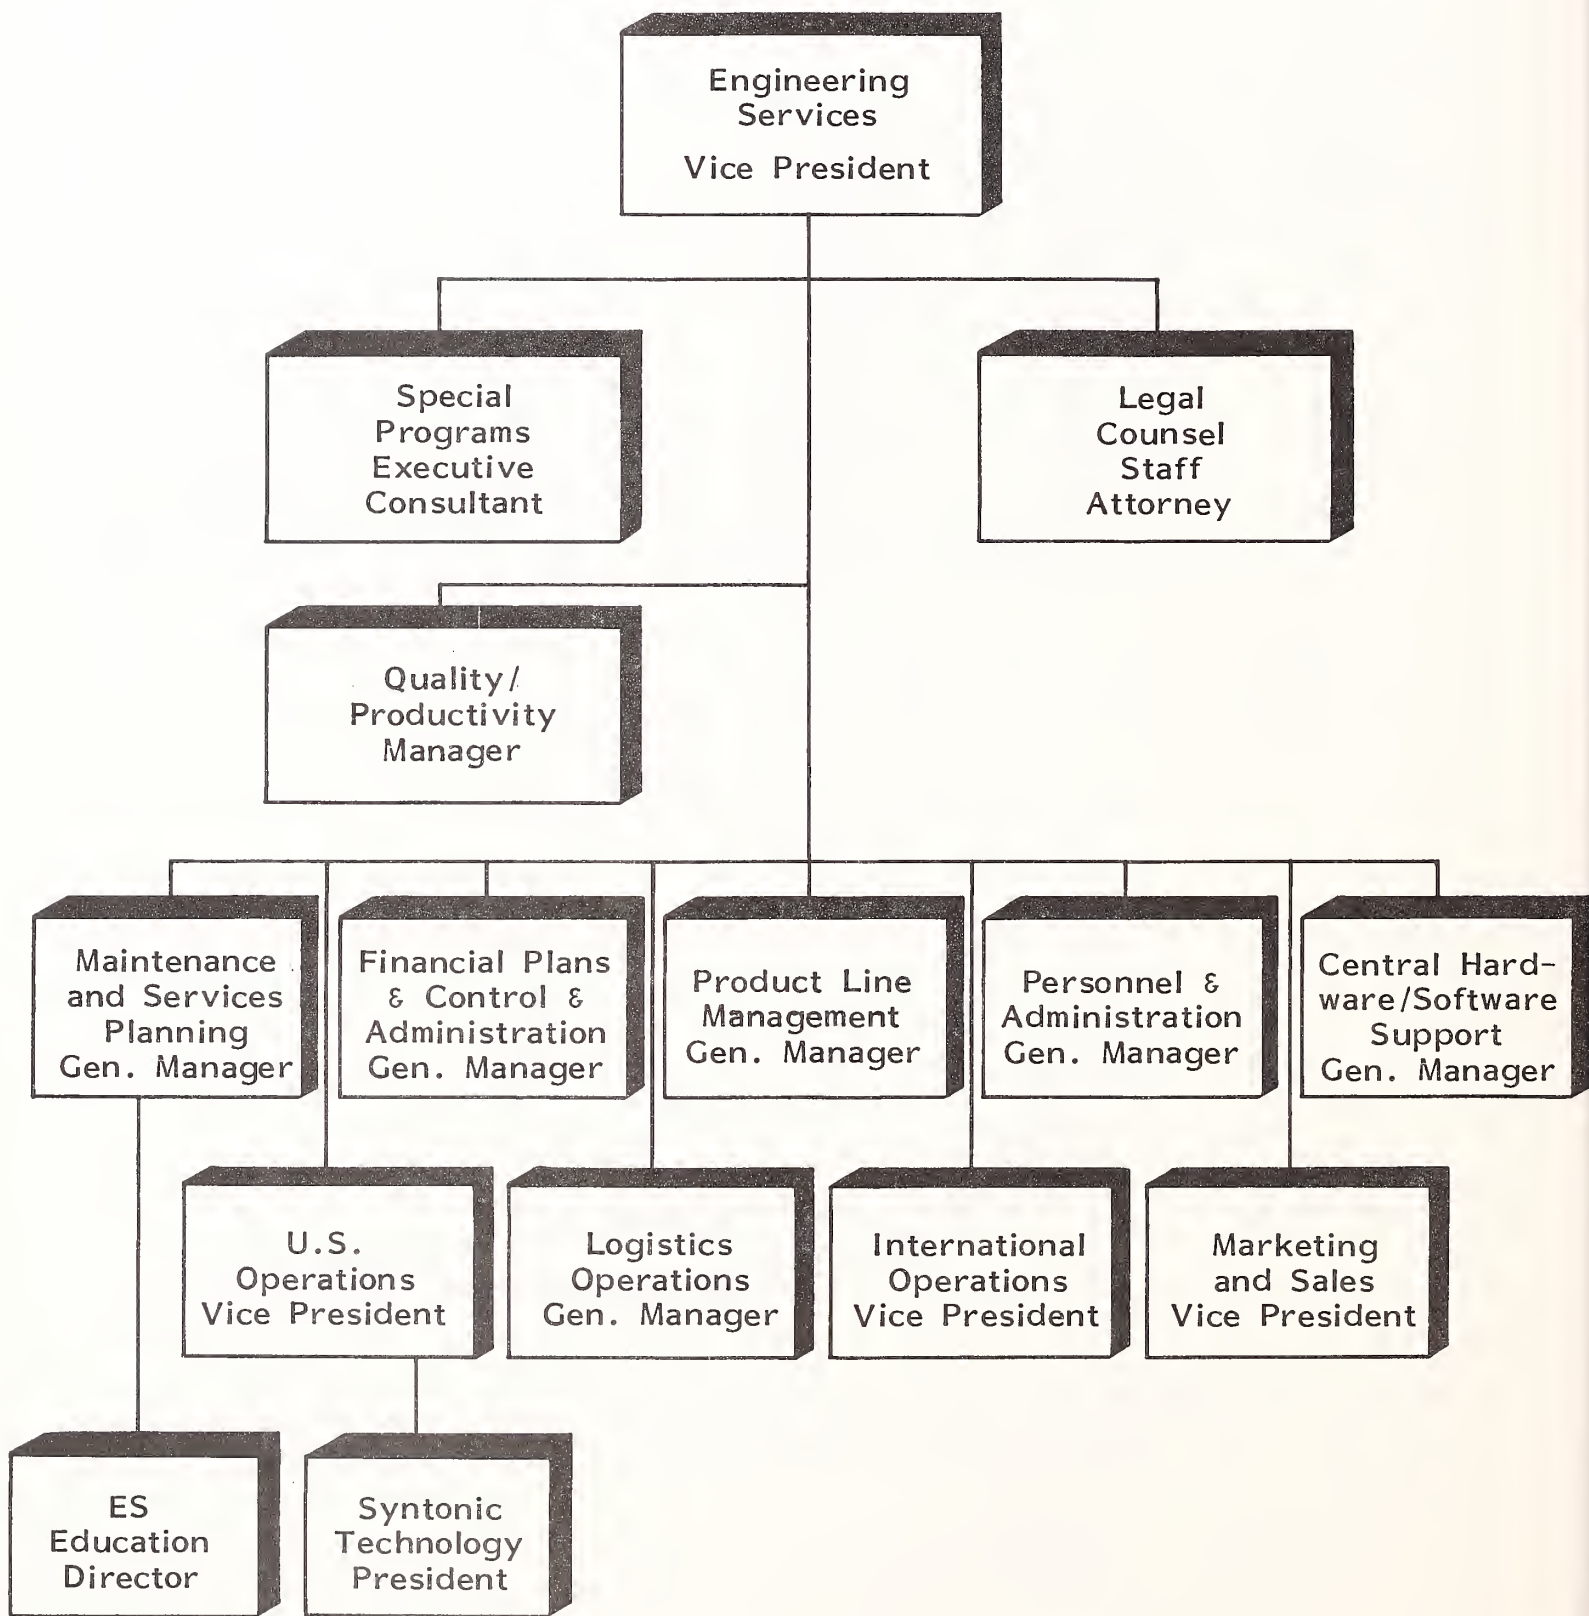 Engineering
Services
Vice President
Special
Programs
Executive
Consultant
Legal
Counsel
Staff
Attorney
Quality/
Productivity
Manager
Maintenance
and Services
Planning
Gen. Manager
Financial Plans
& Control &
Administration
Gen. Manager
Product Line
Management
Gen. Manager
Personnel &
Administration
Gen. Manager
Central Hard-
ware/Software
Support
Gen. Manager
U.S.
Operations
Vice President
Logistics
Operations
Gen. Manager
International
Operations
Vice President
Marketing
and Sales
Vice President
ES
Education
Director
Syntonic
Technology
President